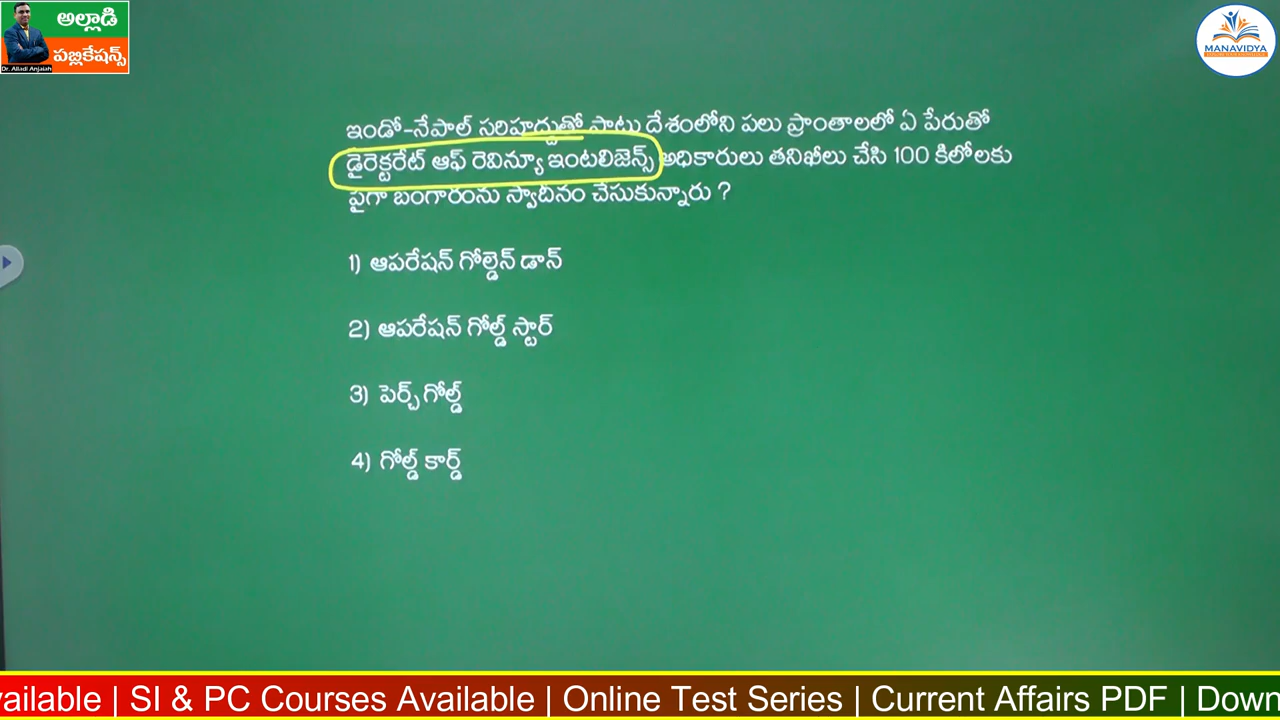 అల్లాడి
పబ్లికేషన్స్
Dr. Alladi Anjaiah
MANAVIDYA
ఇండో-నేపాల్ సరిహద్దుతో పాటు దేశంలోని పలు ప్రాంతాలలో ఏ పేరుతో
డైరెక్టరేట్ ఆఫ్ రెవిన్యూ ఇంటలిజెన్స్ అధికారులు తనిఖీలు చేసి 100 కిలోలకు
పైగా బంగారంను స్వాదీనం చేసుకున్నారు ?
1) ఆపరేషన్ గోల్డెన్ డాన్
2) ఆపరేషన్ గోల్డ్ స్టార్
3) పెర్చ్ గోల్డ్
4) గోల్డ్ కార్డ్
vailable | SI & PC Courses Available | Online Test Series | Current Affairs PDF | Down